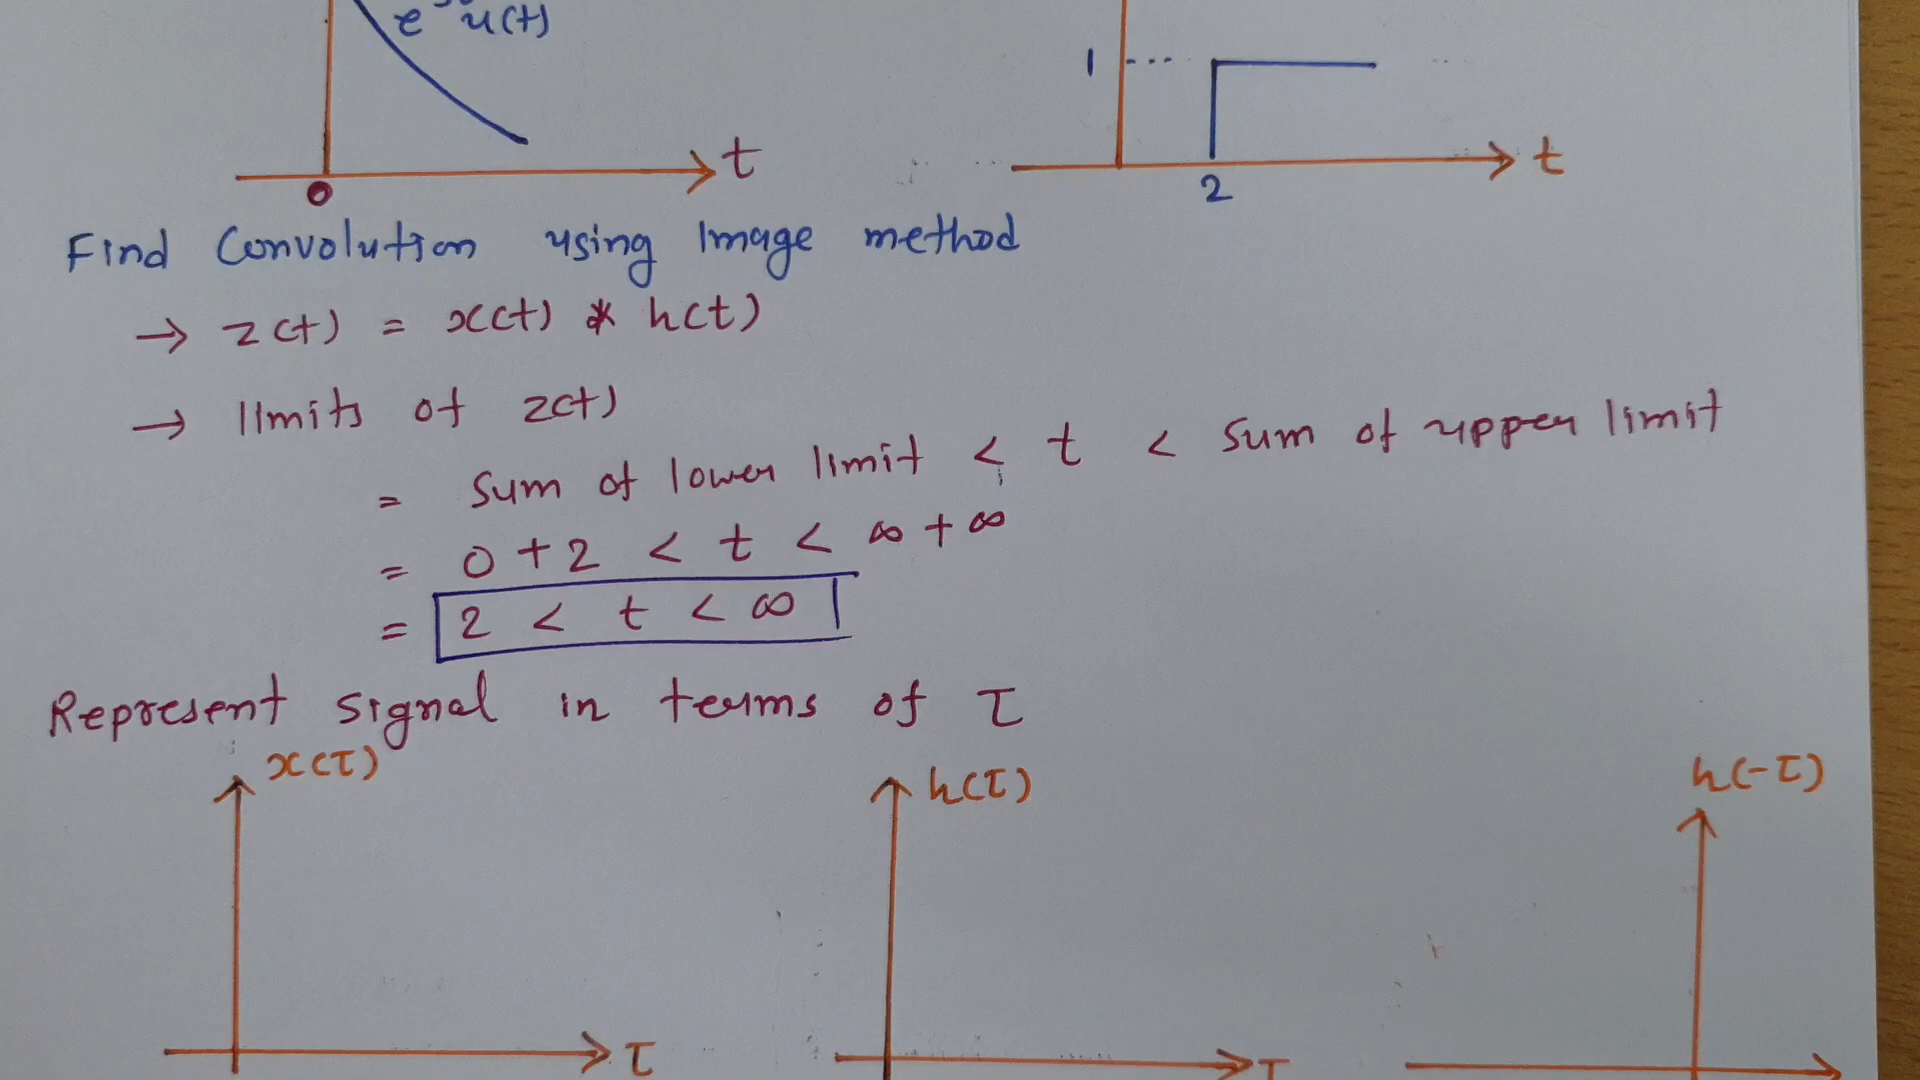 u(t)
1
t
t
0
2
Find Convolution using Image method
→ z(t) = x(t) * h(t)
→ limits of z(t)
= Sum of lower limit < t < Sum of upper limit
= 0 + 2 < t < ∞ + ∞
= 2 < t < ∞
Represent signal in terms of τ
x(τ)
h(τ)
h(-τ)
τ
τ